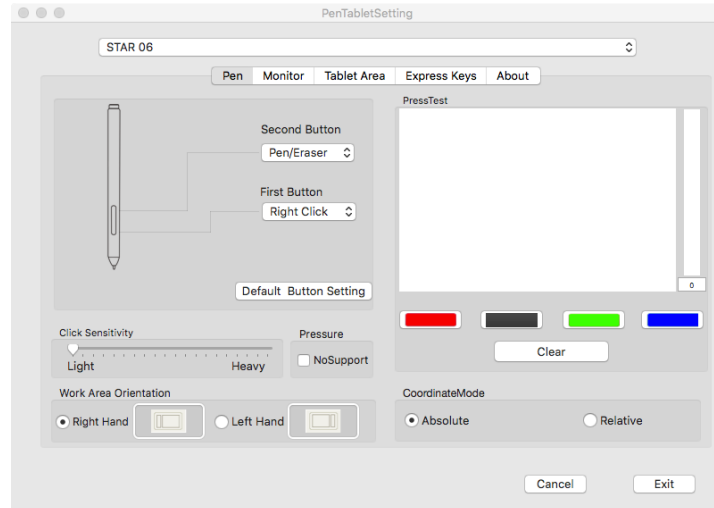 PenTabletSetting
STAR 06
Pen Monitor Tablet Area Express Keys About
Second Button
Pen/Eraser
First Button
Right Click
Default Button Setting
PressTest
0
Clear
Click Sensitivity
Light Heavy
Pressure
NoSupport
Work Area Orientation
Right Hand Left Hand
CoordinateMode
Absolute Relative
Cancel Exit